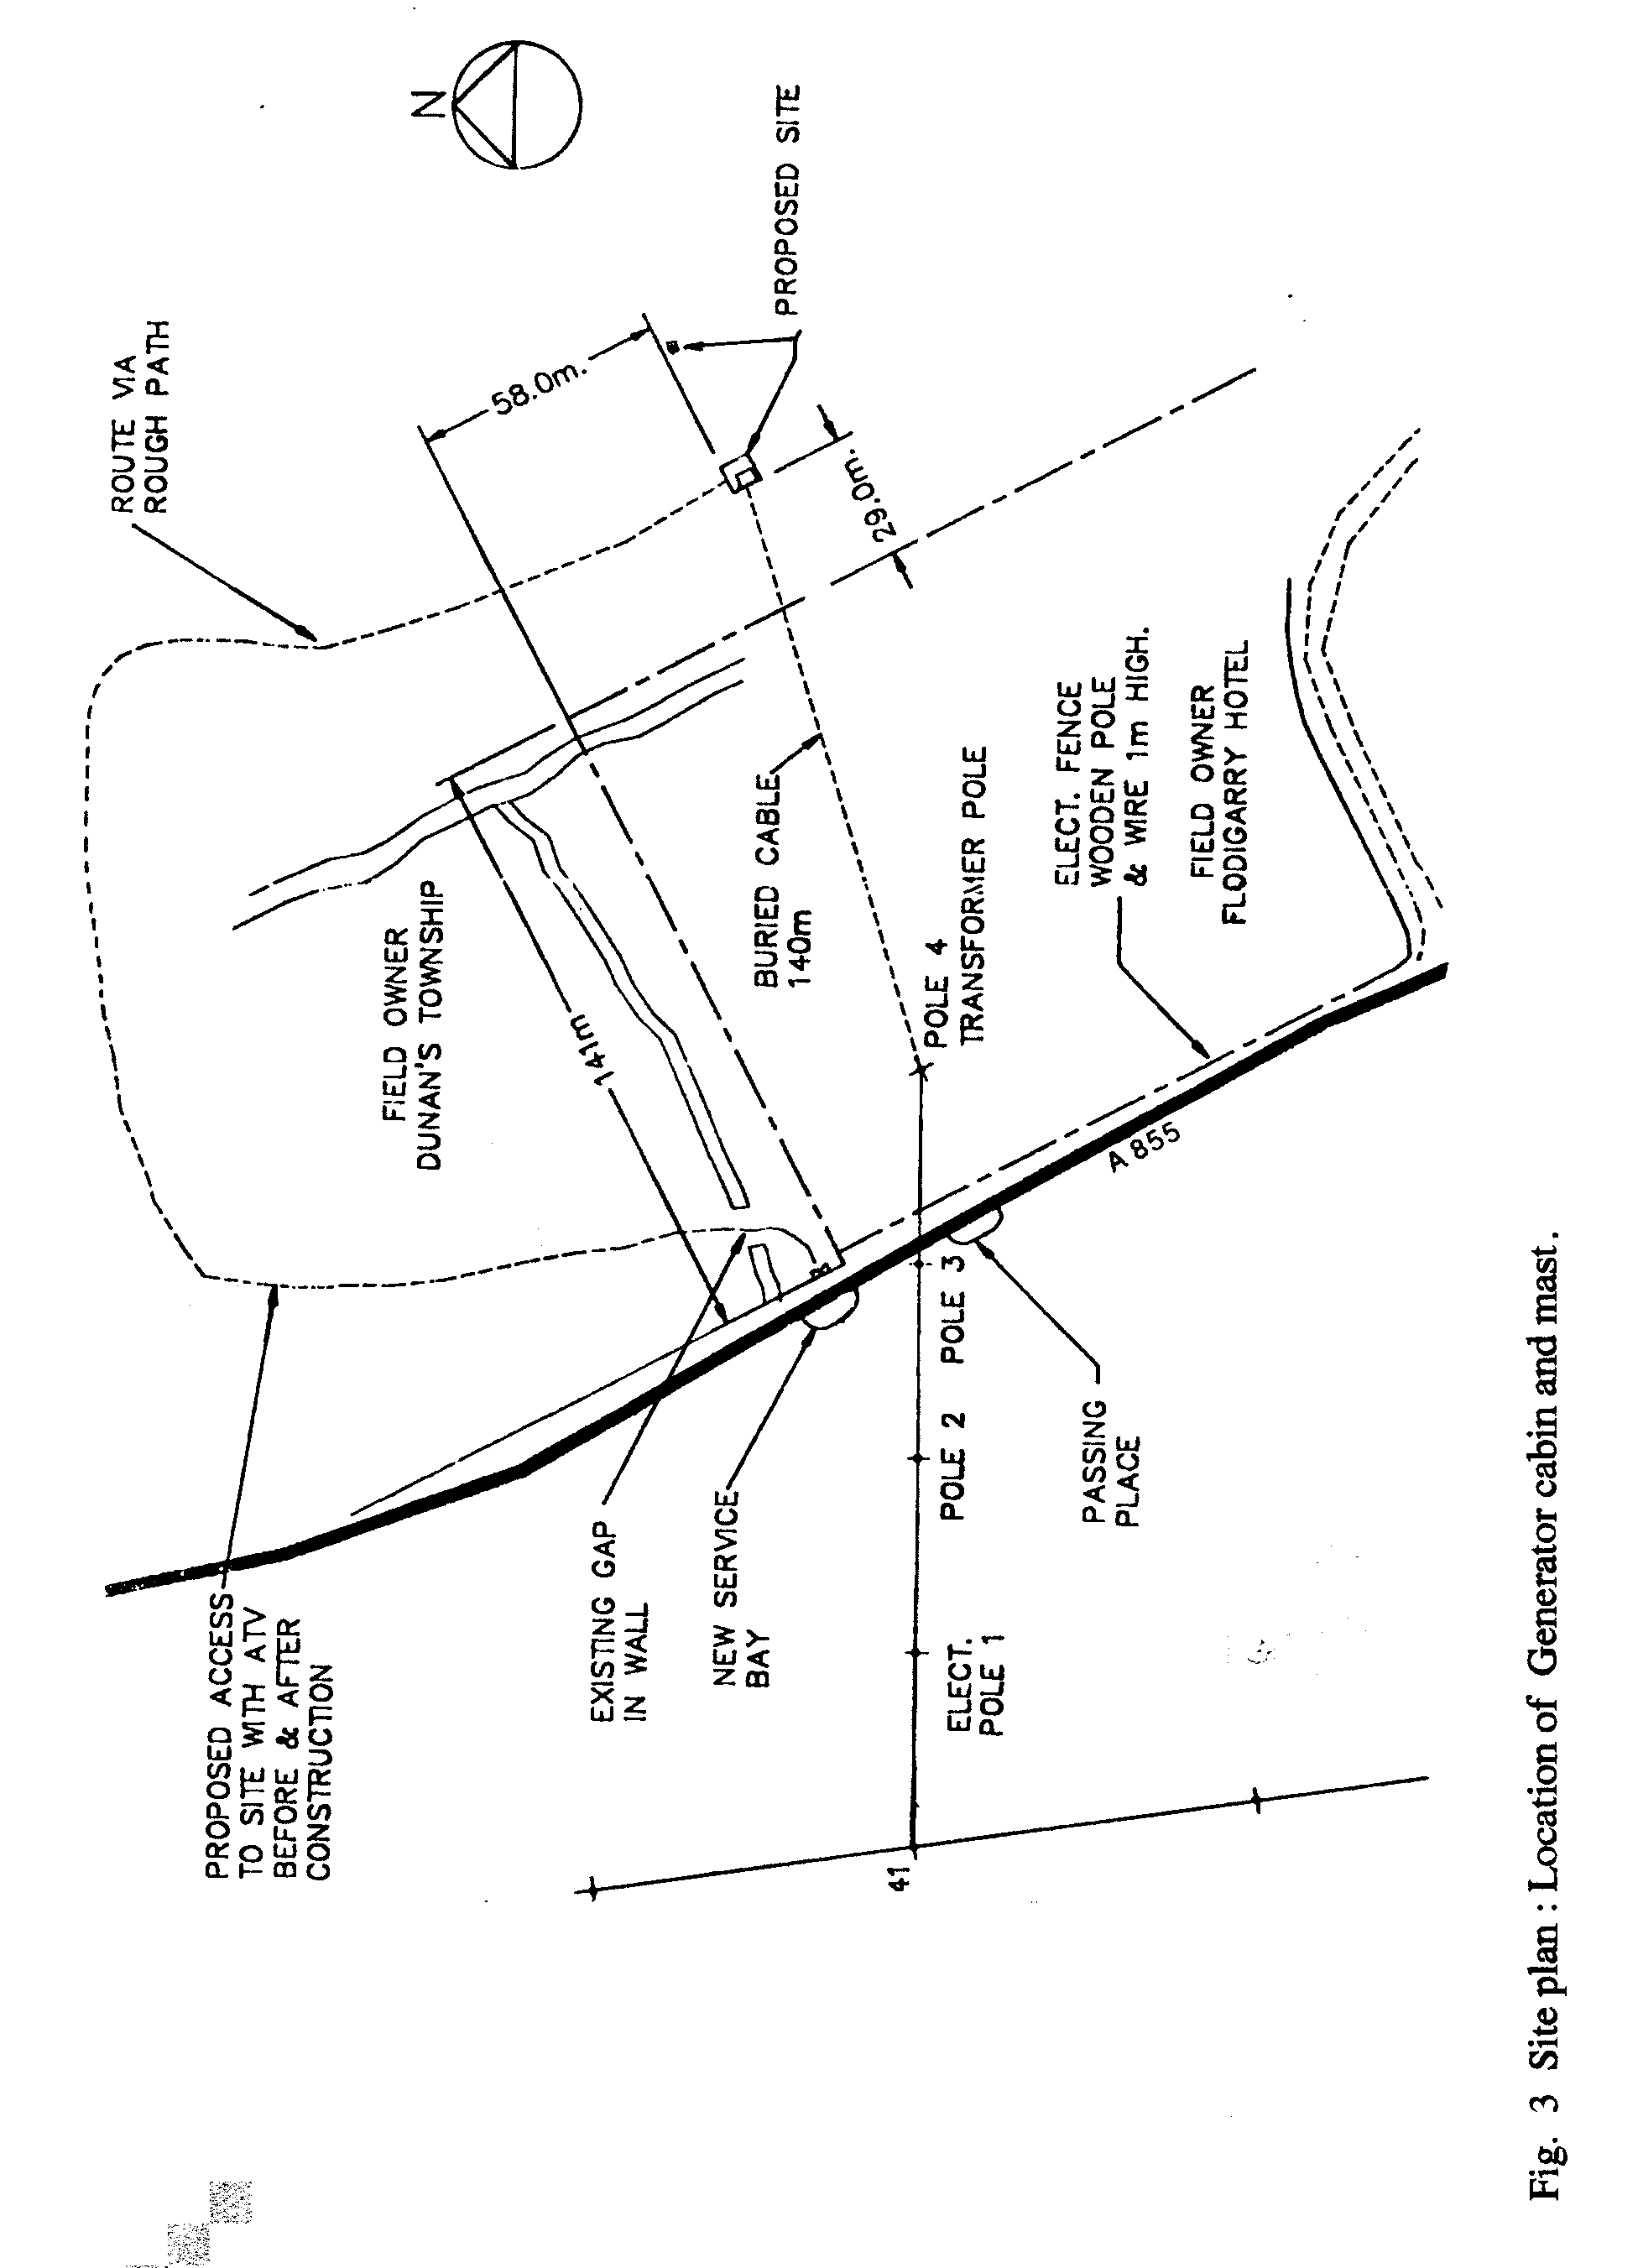 N
ROUTE VIA
ROUGH PATH
PROPOSED SITE
58.0m.
29.0m.
FIELD OWNER
DUNAN'S TOWNSHIP
141m
BURIED CABLE
140m
POLE 4
TRANSFORMER POLE
ELECT. FENCE
WOODEN POLE
& WIRE 1m HIGH.
FIELD OWNER
FLODIGARRY HOTEL
A 855
PROPOSED ACCESS
TO SITE WITH ATV
BEFORE & AFTER
CONSTRUCTION
EXISTING GAP
IN WALL
NEW SERVICE
BAY
POLE 3
POLE 2
PASSING
PLACE
ELECT.
POLE 1
41
Fig. 3 Site plan : Location of Generator cabin and mast.